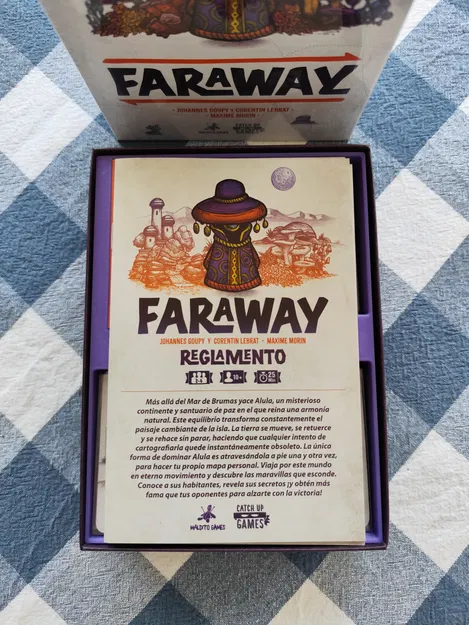 FARAWAY
- JOHANNES GOUPY Y CORENTIN LEBRAT -
- MAXIME MORIN -
CATCH UP
GAMES
FARAWAY
JOHANNES GOUPY Y CORENTIN LEBRAT - MAXIME MORIN
REGLAMENTO
10+
25
Más allá del Mar de Brumas yace Alula, un misterioso
continente y santuario de paz en el que reina una armonía
natural. Este equilibrio transforma constantemente el
paisaje cambiante de la isla. La tierra se mueve, se retuerce
y se rehace sin parar, haciendo que cualquier intento de
cartografiarla quede instantáneamente obsoleto. La única
forma de dominar Alula es atravesándola a pie una y otra vez,
para hacer tu propio mapa personal. Viaja por este mundo
en eterno movimiento y descubre las maravillas que esconde.
Conoce a sus habitantes, revela sus secretos ¡y obtén más
fama que tus oponentes para alzarte con la victoria!
MALDITO GAMES
CATCH UP
GAMES